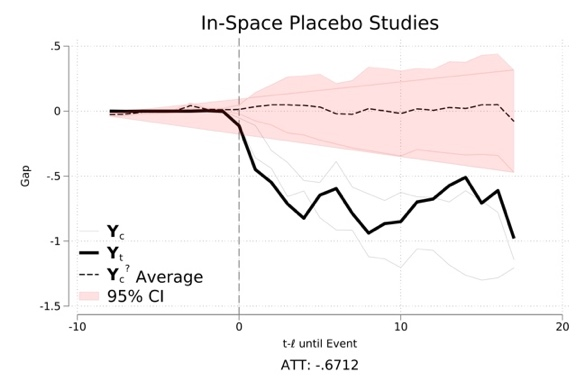 In-Space Placebo Studies
.5
0
-.5
-1
-1.5
Gap
Y_c
Y_t
Y_c^? Average
95% CI
-10 0 10 20
t-ℓ until Event
ATT: -.6712